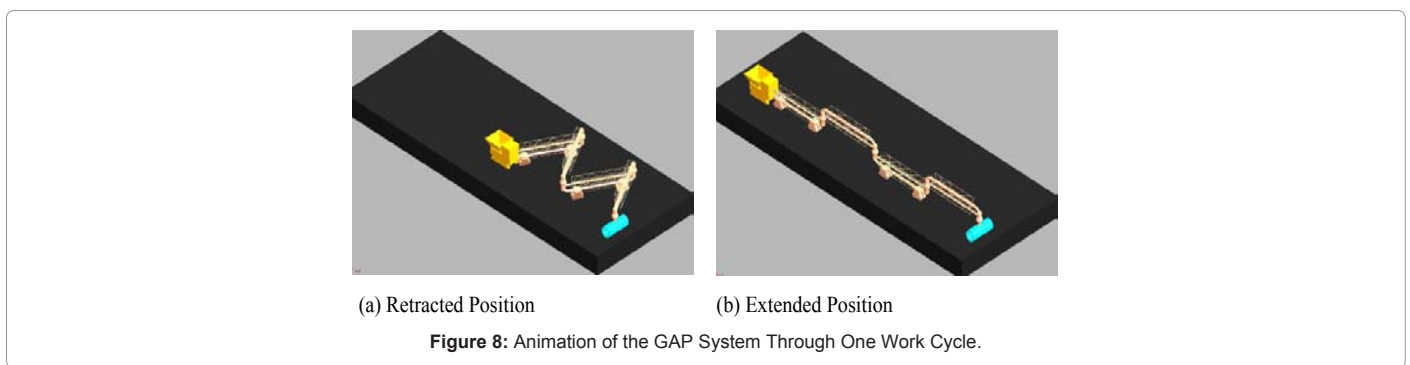 (a) Retracted Position
(b) Extended Position
Figure 8: Animation of the GAP System Through One Work Cycle.